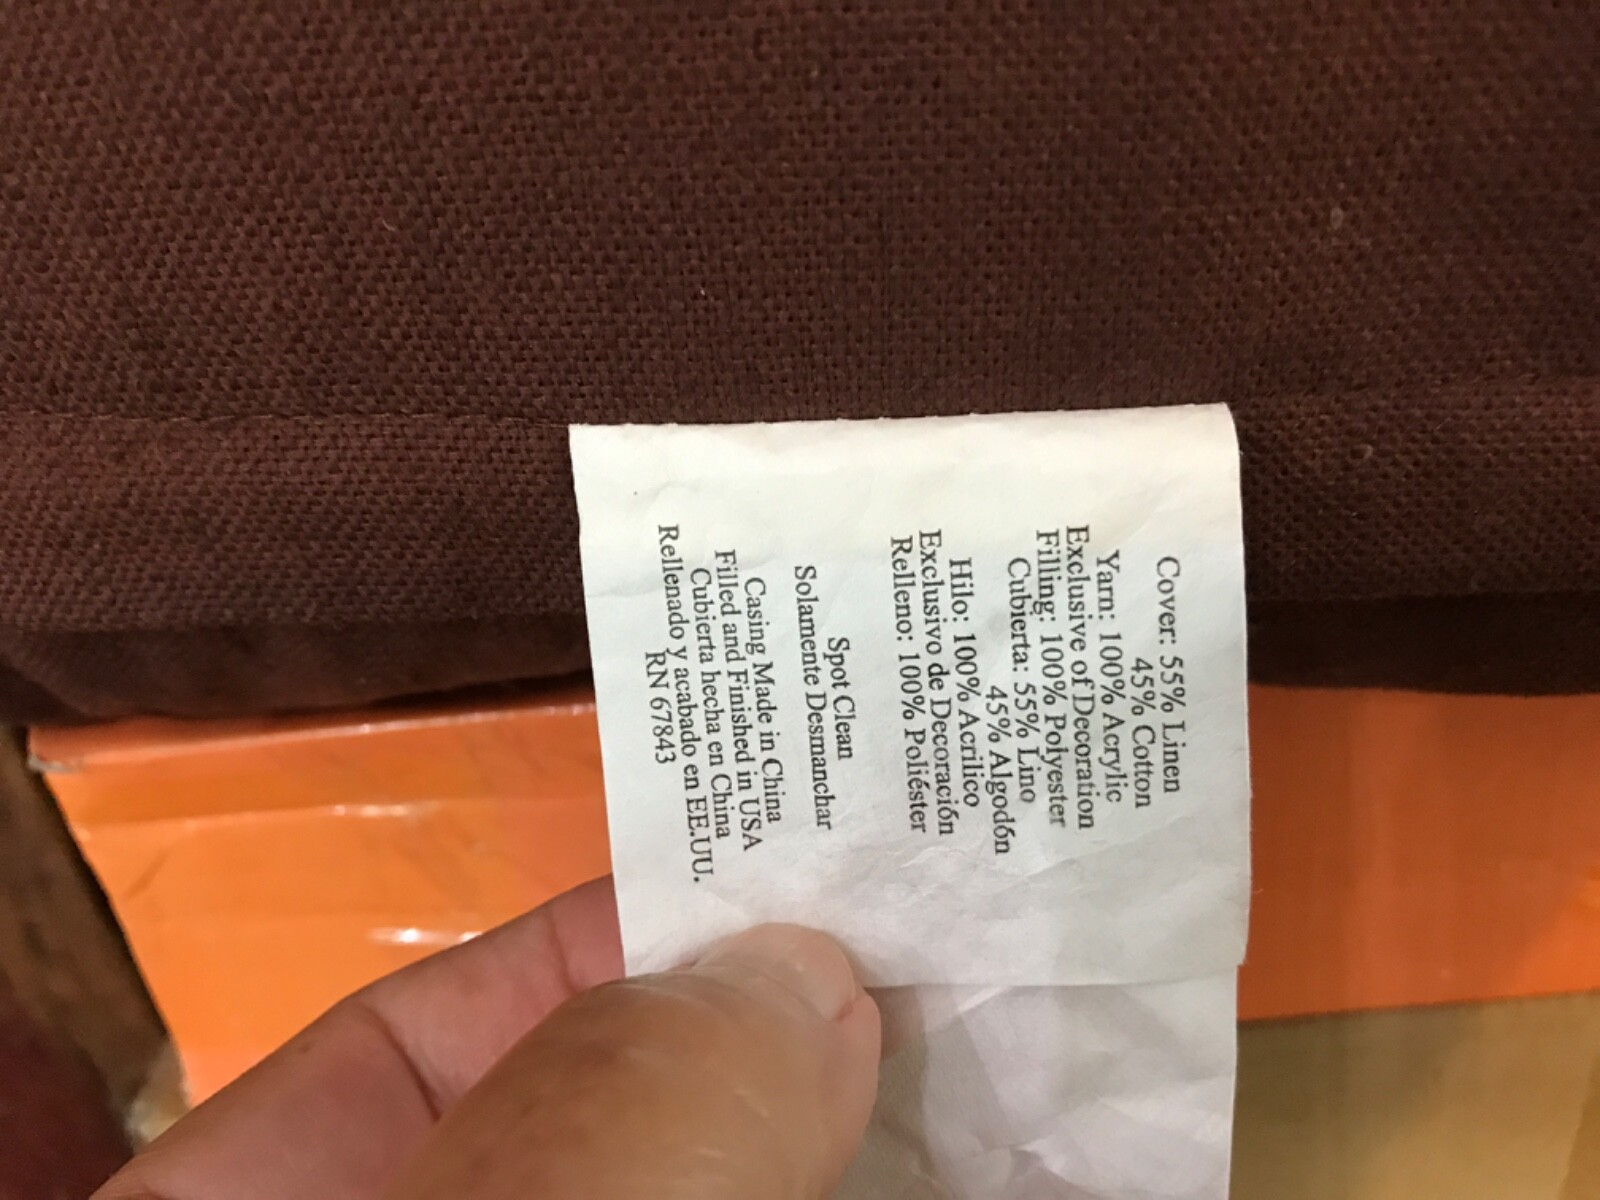 Cover: 55% Linen
45% Cotton
Yarn: 100% Acrylic
Exclusive of Decoration
Filling: 100% Polyester
Cubierta: 55% Lino
45% Algodón
Hilo: 100% Acrilico
Exclusivo de Decoración
Relleno: 100% Poliéster
Spot Clean
Solamente Desmanchar
Casing Made in China
Filled and Finished in USA
Cubierta hecha en China
Rellenado y acabado en EE.UU.
RN 67843